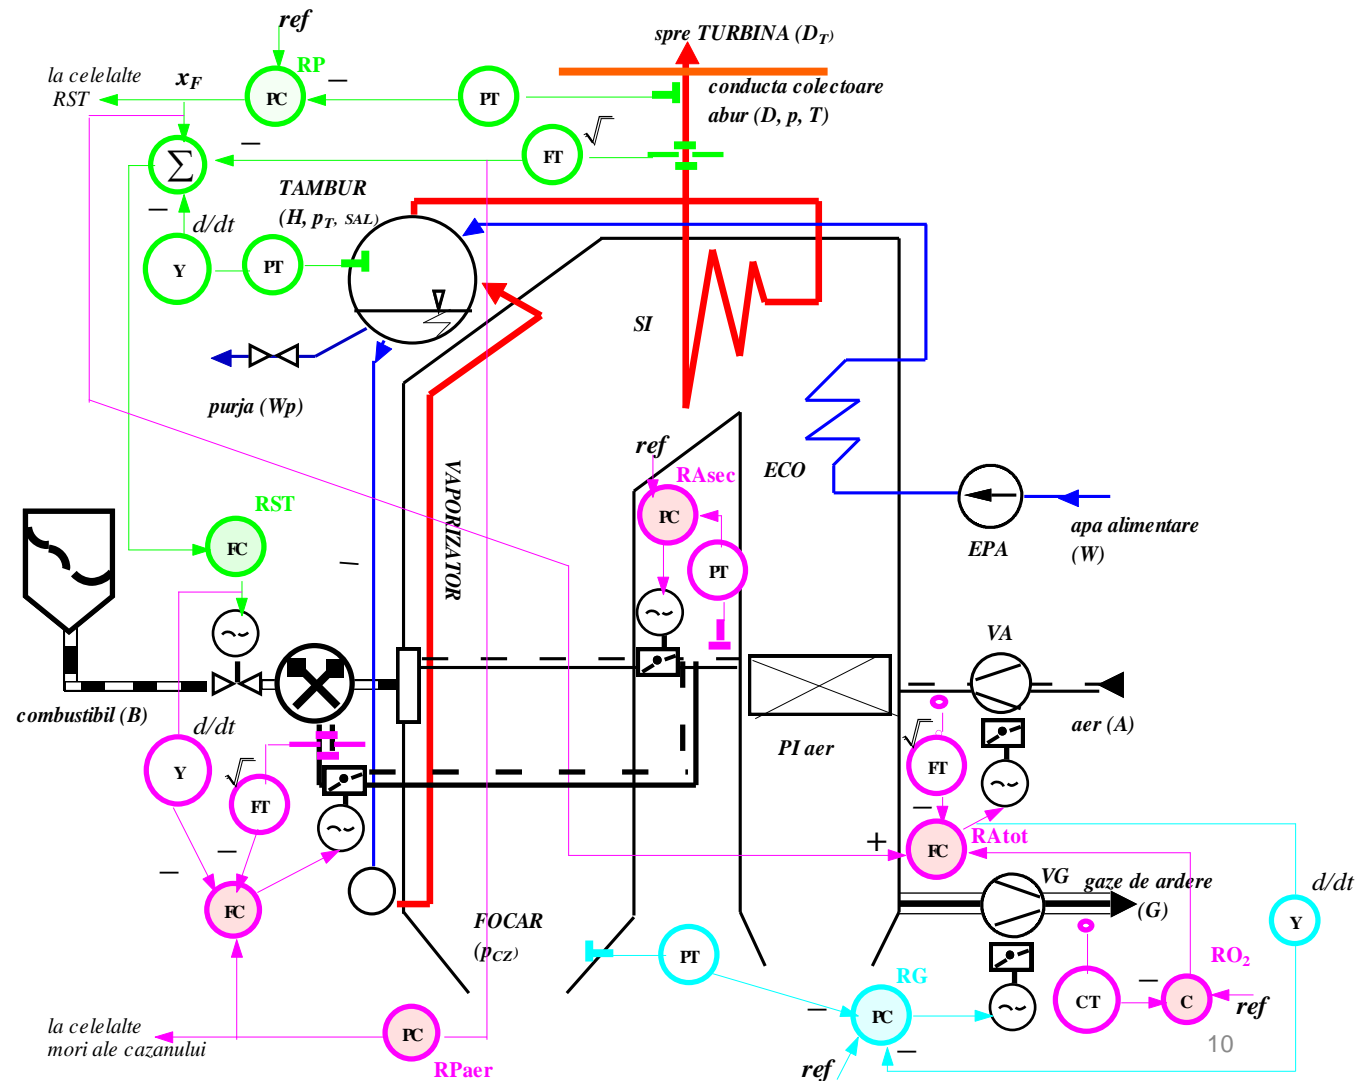 ref
spre TURBINA (DT)
la celelalte
RST
xF
RP
PC
PT
conducta colectoare
abur (D, p, T)
–
√
FT
–
Σ
TAMBUR
(H, pT, SAL)
–
d/dt
Y
PT
SI
purja (Wp)
ref
RAsec
ECO
VAPORIZATOR
PC
RST
FC
–
PT
EPA
apa alimentare
(W)
VA
combustibil (B)
d/dt
aer (A)
PI aer
Y
√
FT
√
FT
–
–
–
+
FC
RAtot
FC
VG
gaze de ardere
(G)
d/dt
Y
FOCAR
(pCZ)
PT
RG
RO2
CT
–
C
ref
–
PC
–
ref
la celelalte
mori ale cazanului
PC
RPaer
10